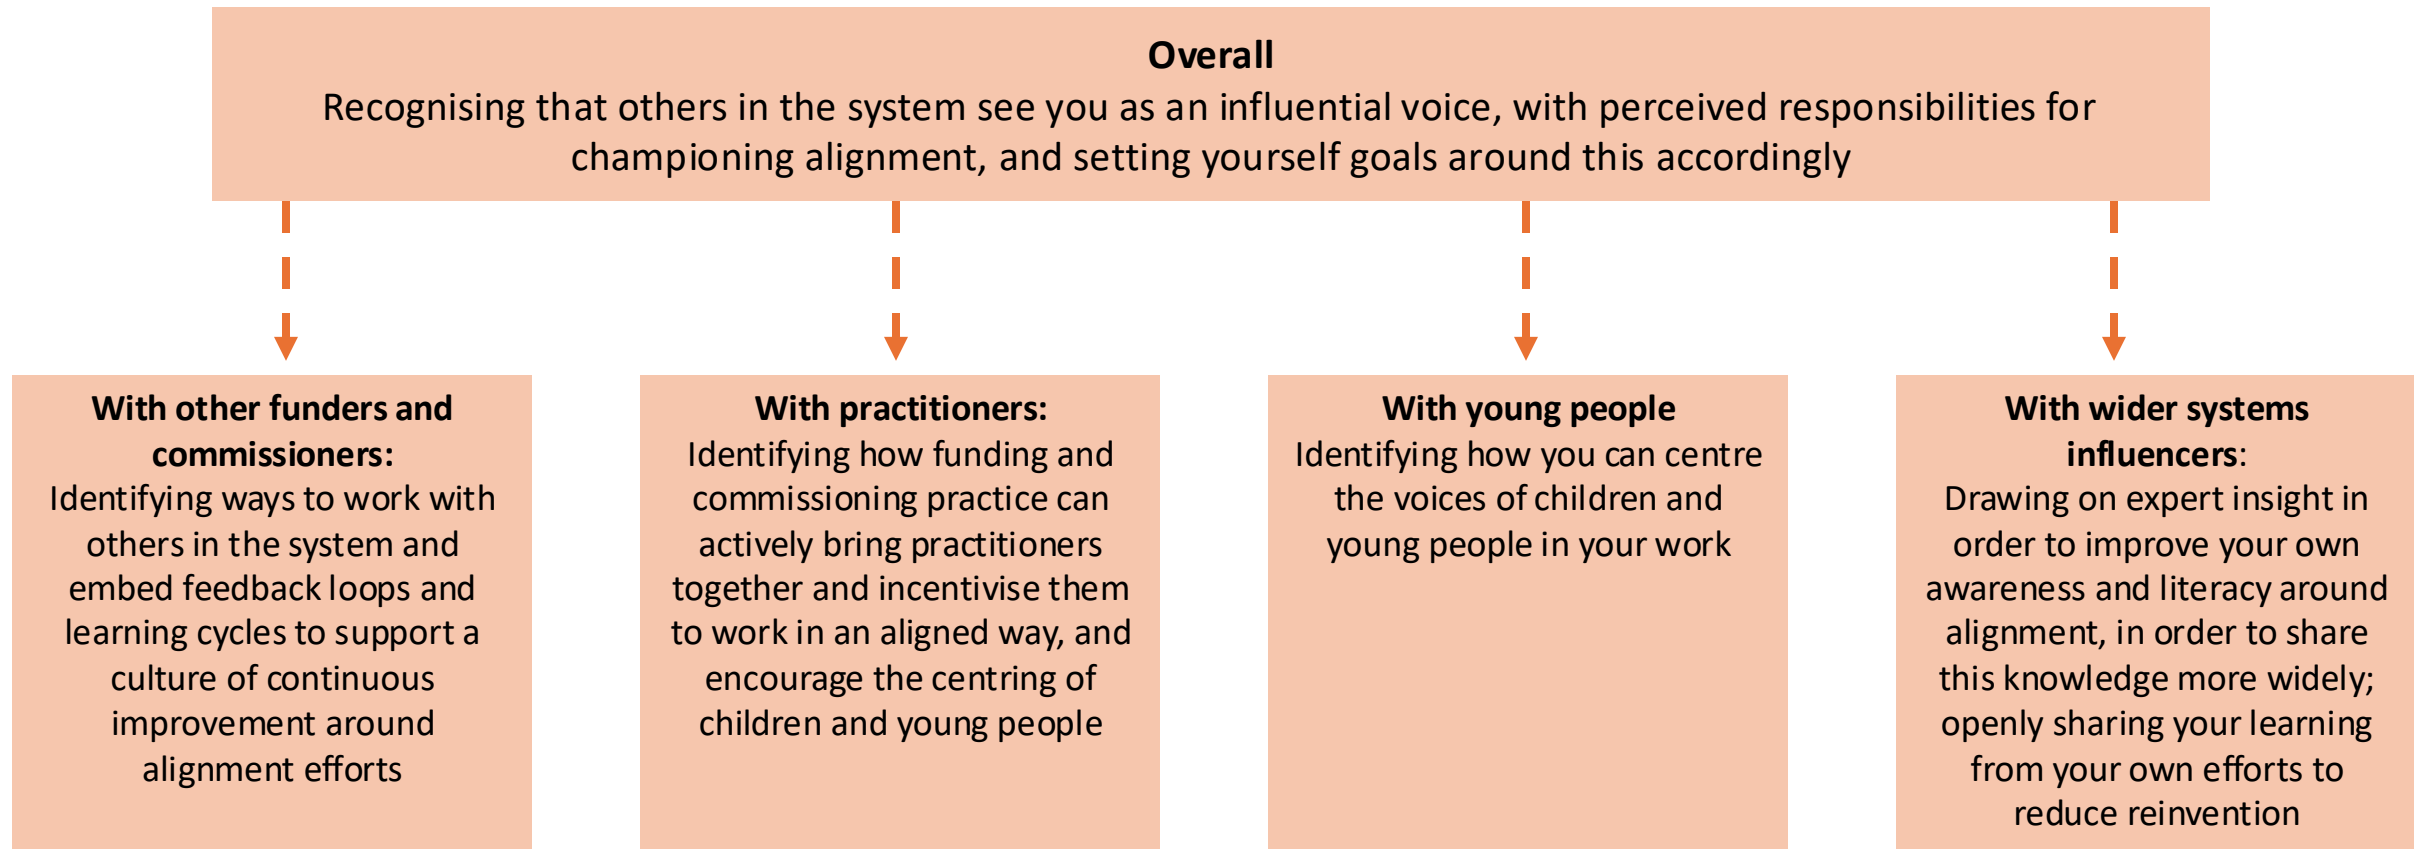 Overall
Recognising that others in the system see you as an influential voice, with perceived responsibilities for
championing alignment, and setting yourself goals around this accordingly
With other funders and
commissioners:
Identifying ways to work with
others in the system and
embed feedback loops and
learning cycles to support a
culture of continuous
improvement around
alignment efforts
With practitioners:
Identifying how funding and
commissioning practice can
actively bring practitioners
together and incentivise them
to work in an aligned way, and
encourage the centring of
children and young people
With young people
Identifying how you can centre
the voices of children and
young people in your work
With wider systems
influencers:
Drawing on expert insight in
order to improve your own
awareness and literacy around
alignment, in order to share
this knowledge more widely;
openly sharing your learning
from your own efforts to
reduce reinvention